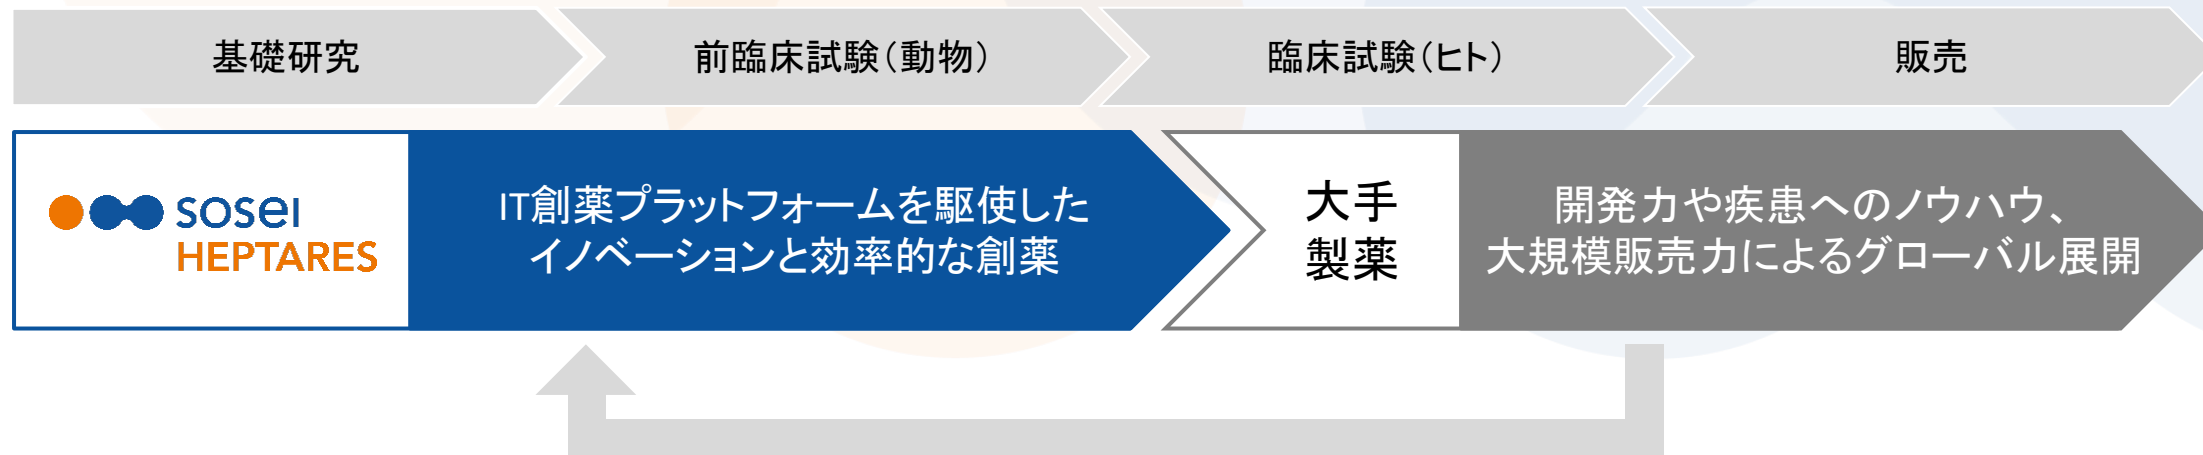 基礎研究
前臨床試験（動物）
臨床試験（ヒト）
販売
sosei
HEPTARES
IT創薬プラットフォームを駆使した
イノベーションと効率的な創薬
大手
製薬
開発力や疾患へのノウハウ、
大規模販売力によるグローバル展開